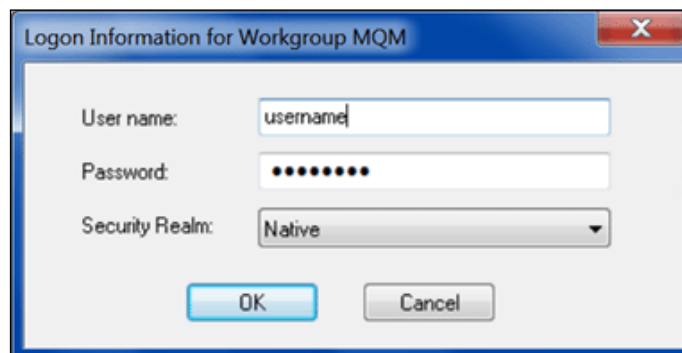 Logon Information for Workgroup MQM
User name: username
Password: ••••••••
Security Realm: Native
OK Cancel